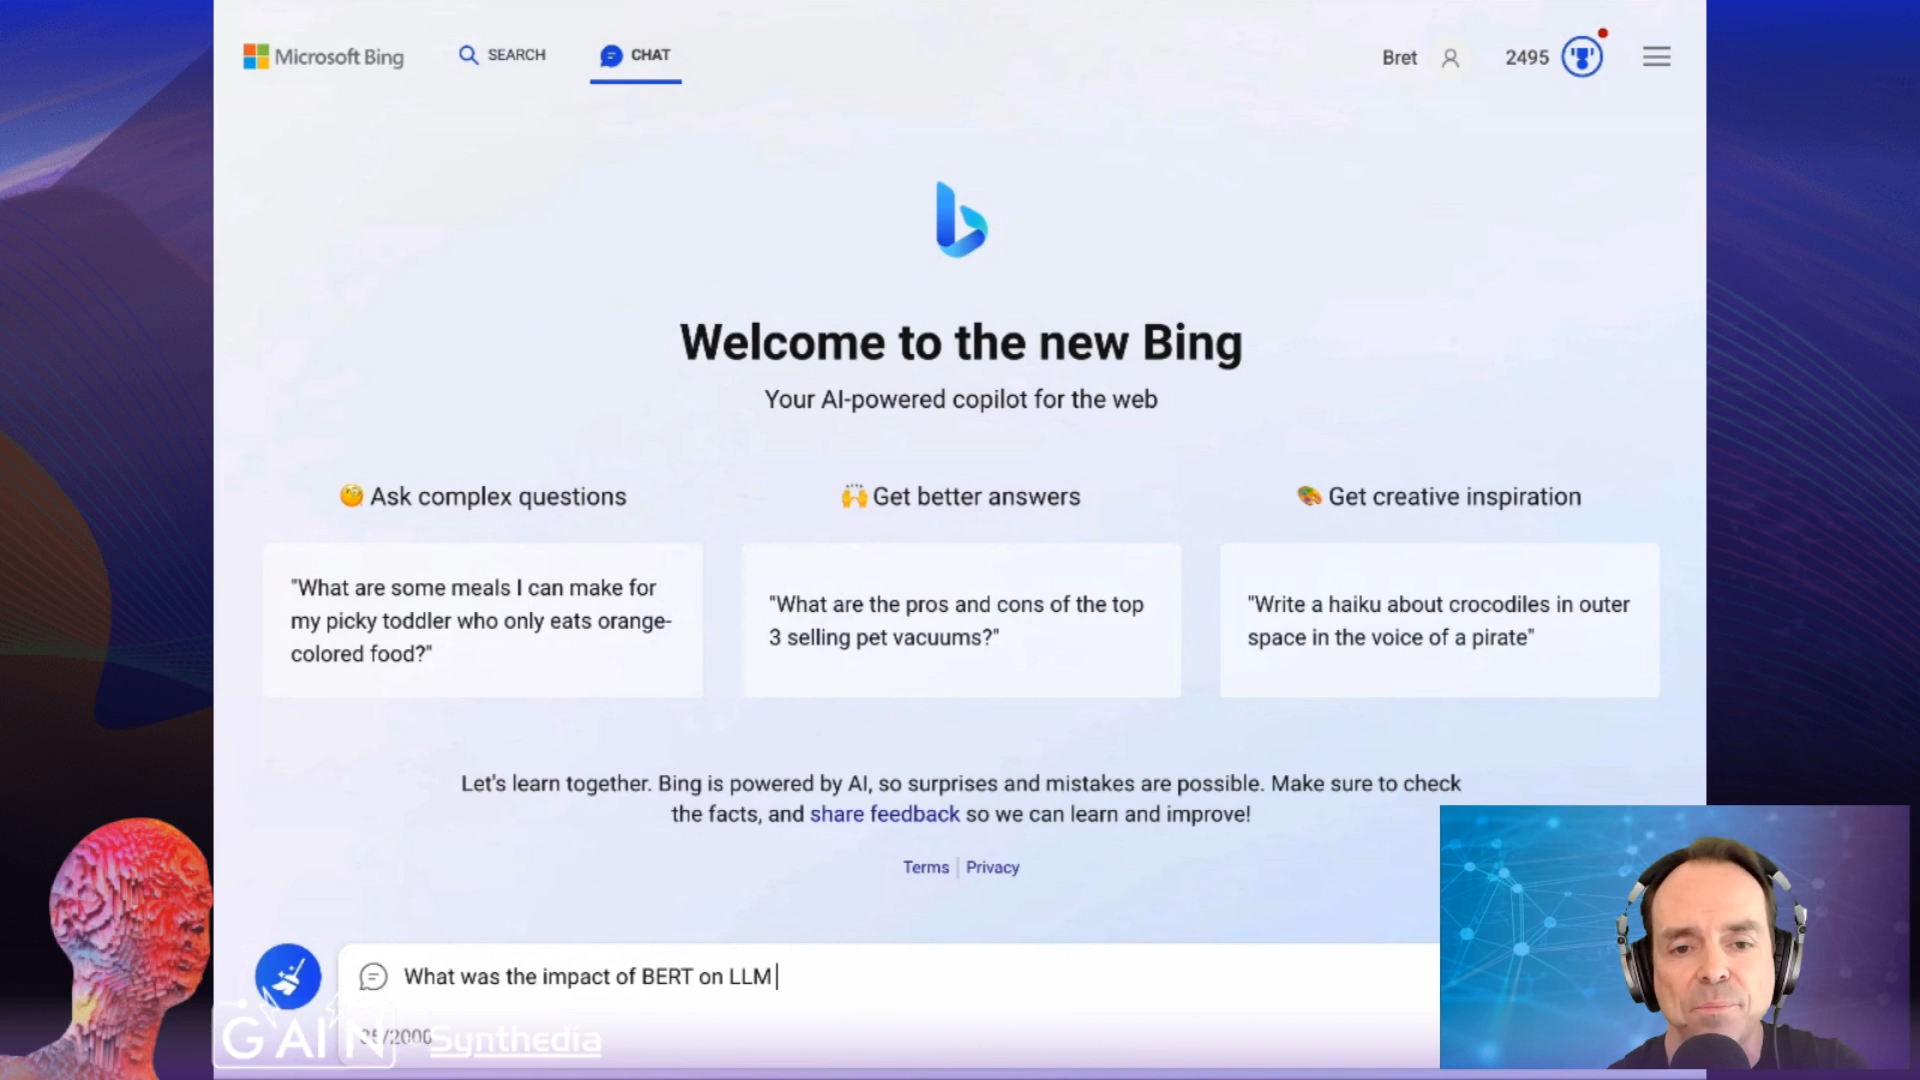 Microsoft Bing
SEARCH
CHAT
Bret
2495
Welcome to the new Bing
Your AI-powered copilot for the web
Ask complex questions
Get better answers
Get creative inspiration
"What are some meals I can make for
my picky toddler who only eats orange-
colored food?"
"What are the pros and cons of the top
3 selling pet vacuums?"
"Write a haiku about crocodiles in outer
space in the voice of a pirate"
Let's learn together. Bing is powered by AI, so surprises and mistakes are possible. Make sure to check
the facts, and share feedback so we can learn and improve!
Terms
Privacy
What was the impact of BERT on LLM
/2000
GAIN
Synthedia